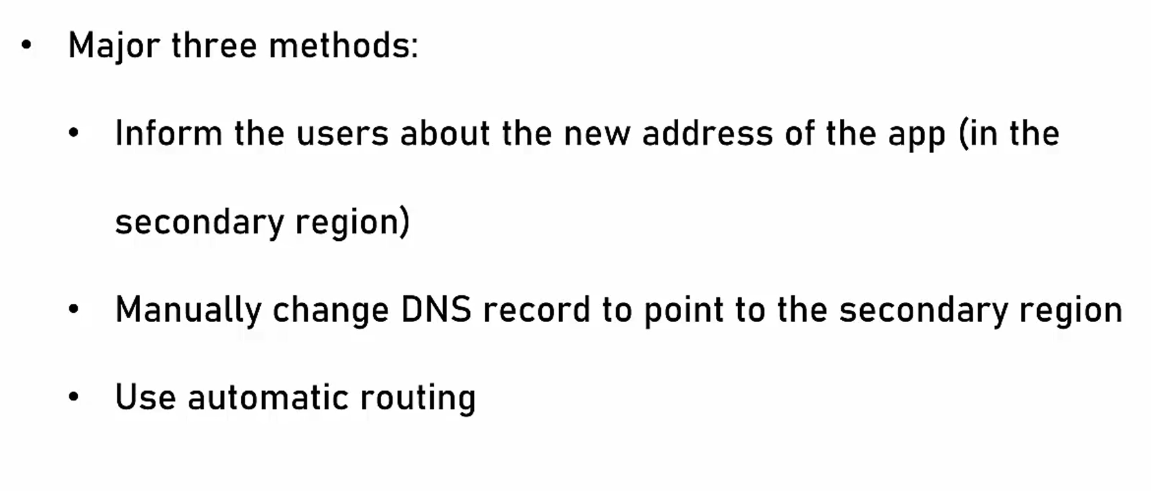 • Major three methods:
• Inform the users about the new address of the app (in the
secondary region)
• Manually change DNS record to point to the secondary region
• Use automatic routing